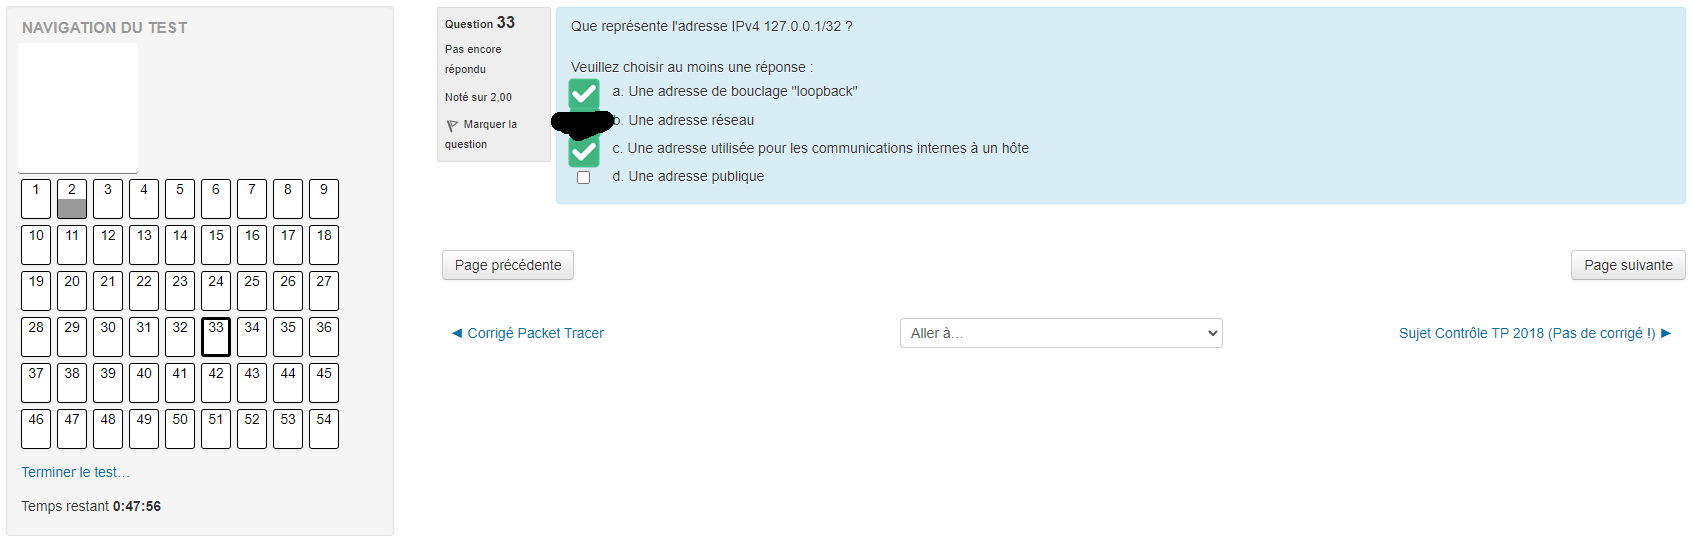 NAVIGATION DU TEST
1 2 3 4 5 6 7 8 9
10 11 12 13 14 15 16 17 18
19 20 21 22 23 24 25 26 27
28 29 30 31 32 33 34 35 36
37 38 39 40 41 42 43 44 45
46 47 48 49 50 51 52 53 54
Terminer le test…
Temps restant 0:47:56
Question 33
Pas encore
répondu
Noté sur 2,00
Marquer la
question
Que représente l'adresse IPv4 127.0.0.1/32 ?
Veuillez choisir au moins une réponse :
a. Une adresse de bouclage "loopback"
b. Une adresse réseau
c. Une adresse utilisée pour les communications internes à un hôte
d. Une adresse publique
Page précédente
Page suivante
◄ Corrigé Packet Tracer
Aller à…
Sujet Contrôle TP 2018 (Pas de corrigé !) ►